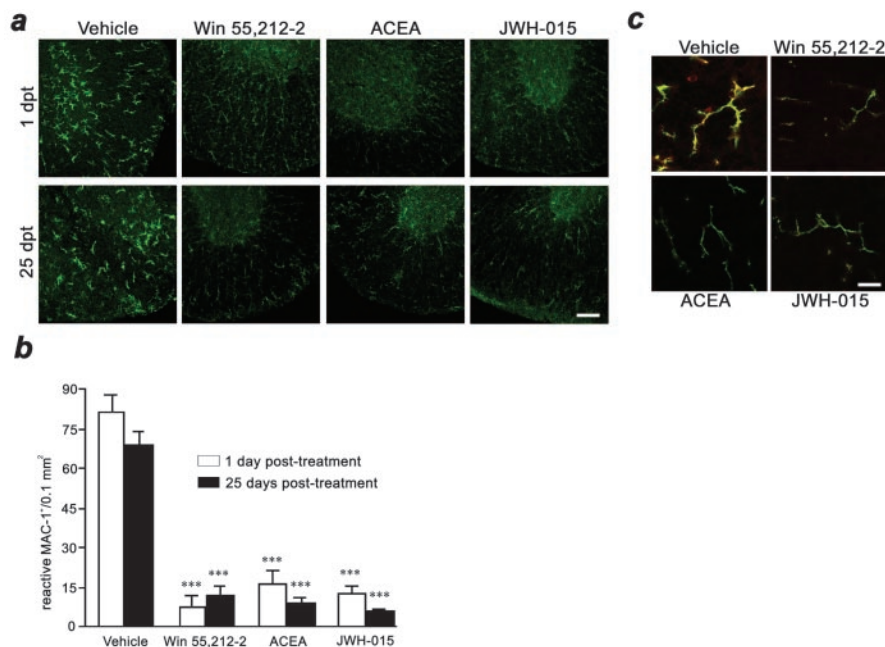 a
Vehicle Win 55,212-2 ACEA JWH-015
1 dpt
25 dpt
c
Vehicle Win 55,212-2
ACEA JWH-015
b
reactive MAC-1⁺/0.1 mm²
90
75
60
45
30
15
0
1 day post-treatment
25 days post-treatment
*** *** *** *** *** ***
Vehicle Win 55,212-2 ACEA JWH-015